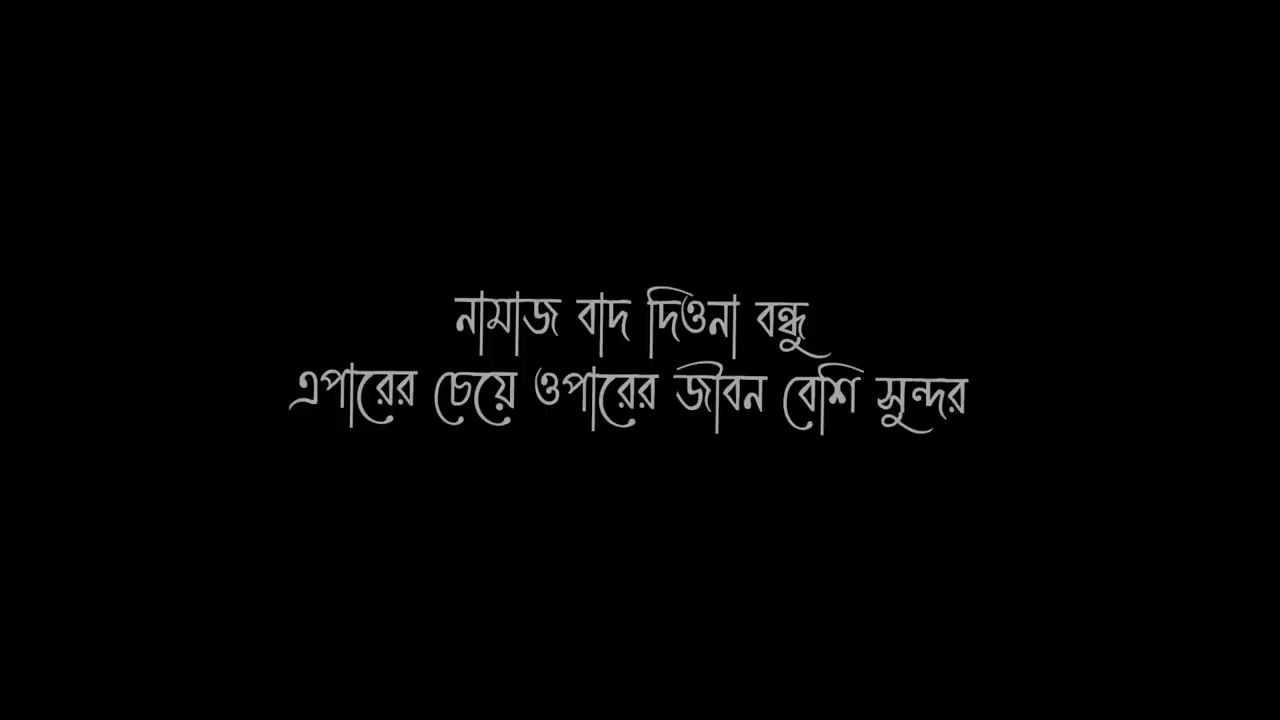 নামাজ বাদ দিওনা বন্ধু
এপারের চেয়ে ওপারের জীবন বেশি সুন্দর